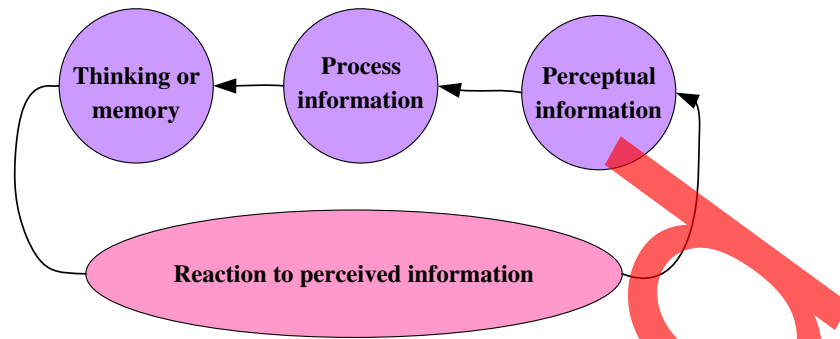 Thinking or
memory
Process
information
Perceptual
information
Reaction to perceived information